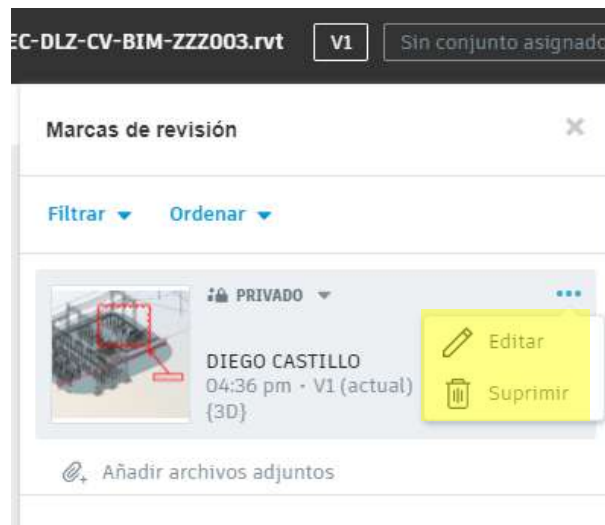 EC-DLZ-CV-BIM-ZZZ003.rvt V1 Sin conjunto asignado
Marcas de revisión
Filtrar Ordenar
PRIVADO
DIEGO CASTILLO
04:36 pm · V1 (actual)
{3D}
Editar
Suprimir
Añadir archivos adjuntos